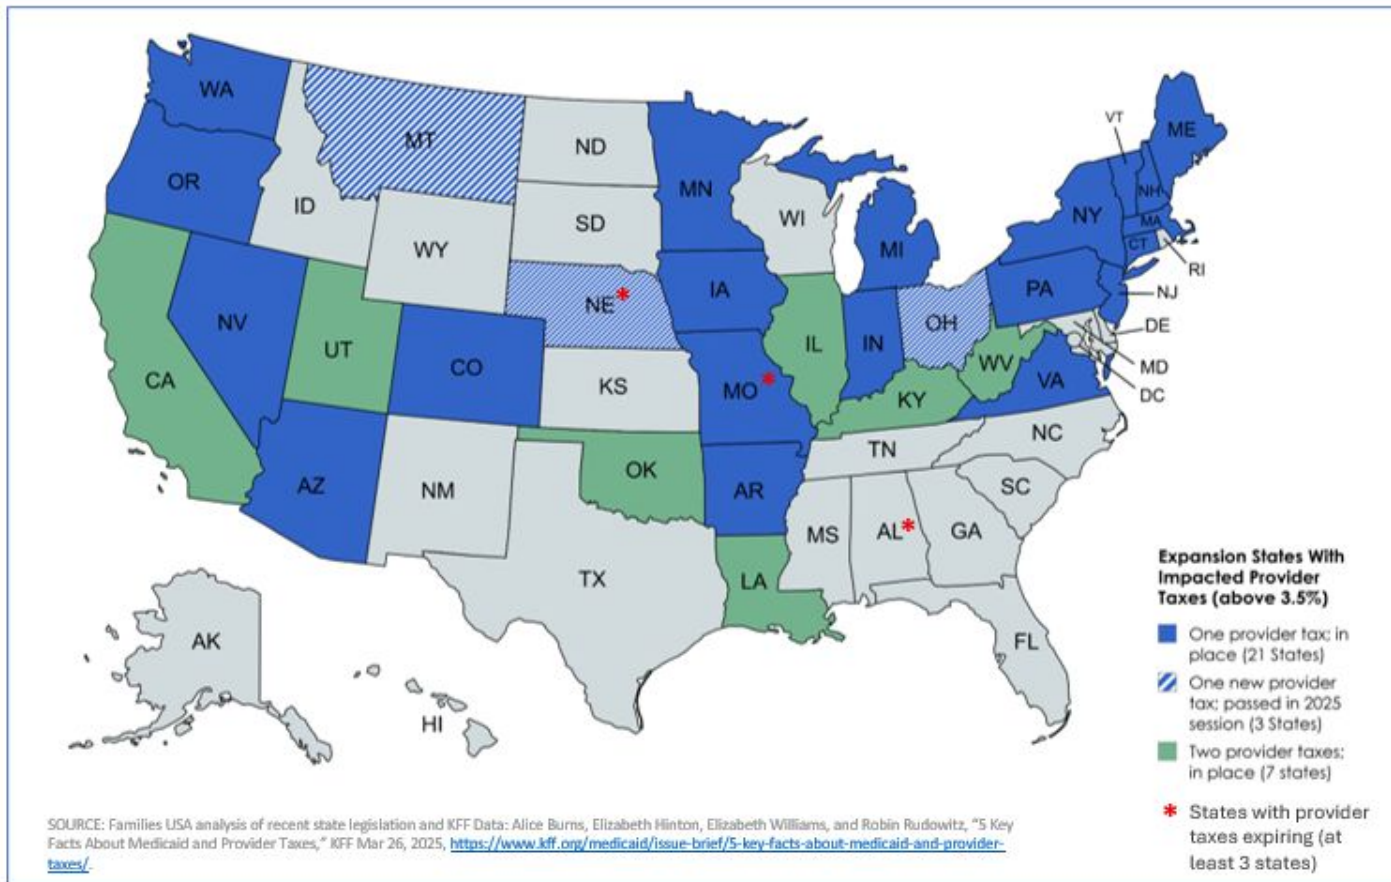 WA
MT
ND
VT
ME
OR
MN
ID
SD
WI
NH
NY
MA
WY
MI
CT
RI
IA
PA
NE*
NJ
NV
OH
DE
UT
IL
IN
CO
WV
MD
CA
KS
MO*
VA
DC
KY
NC
TN
OK
AZ
NM
AR
SC
MS
AL*
GA
TX
LA
AK
FL
HI
Expansion States With
Impacted Provider
Taxes (above 3.5%)
One provider tax; in
place (21 States)
One new provider
tax; passed in 2025
session (3 States)
Two provider taxes;
in place (7 states)
* States with provider
taxes expiring (at
least 3 states)
SOURCE: Families USA analysis of recent state legislation and KFF Data: Alice Burns, Elizabeth Hinton, Elizabeth Williams, and Robin Rudowitz, "5 Key
Facts About Medicaid and Provider Taxes," KFF Mar 26, 2025, https://www.kff.org/medicaid/issue-brief/5-key-facts-about-medicaid-and-provider-
taxes/.